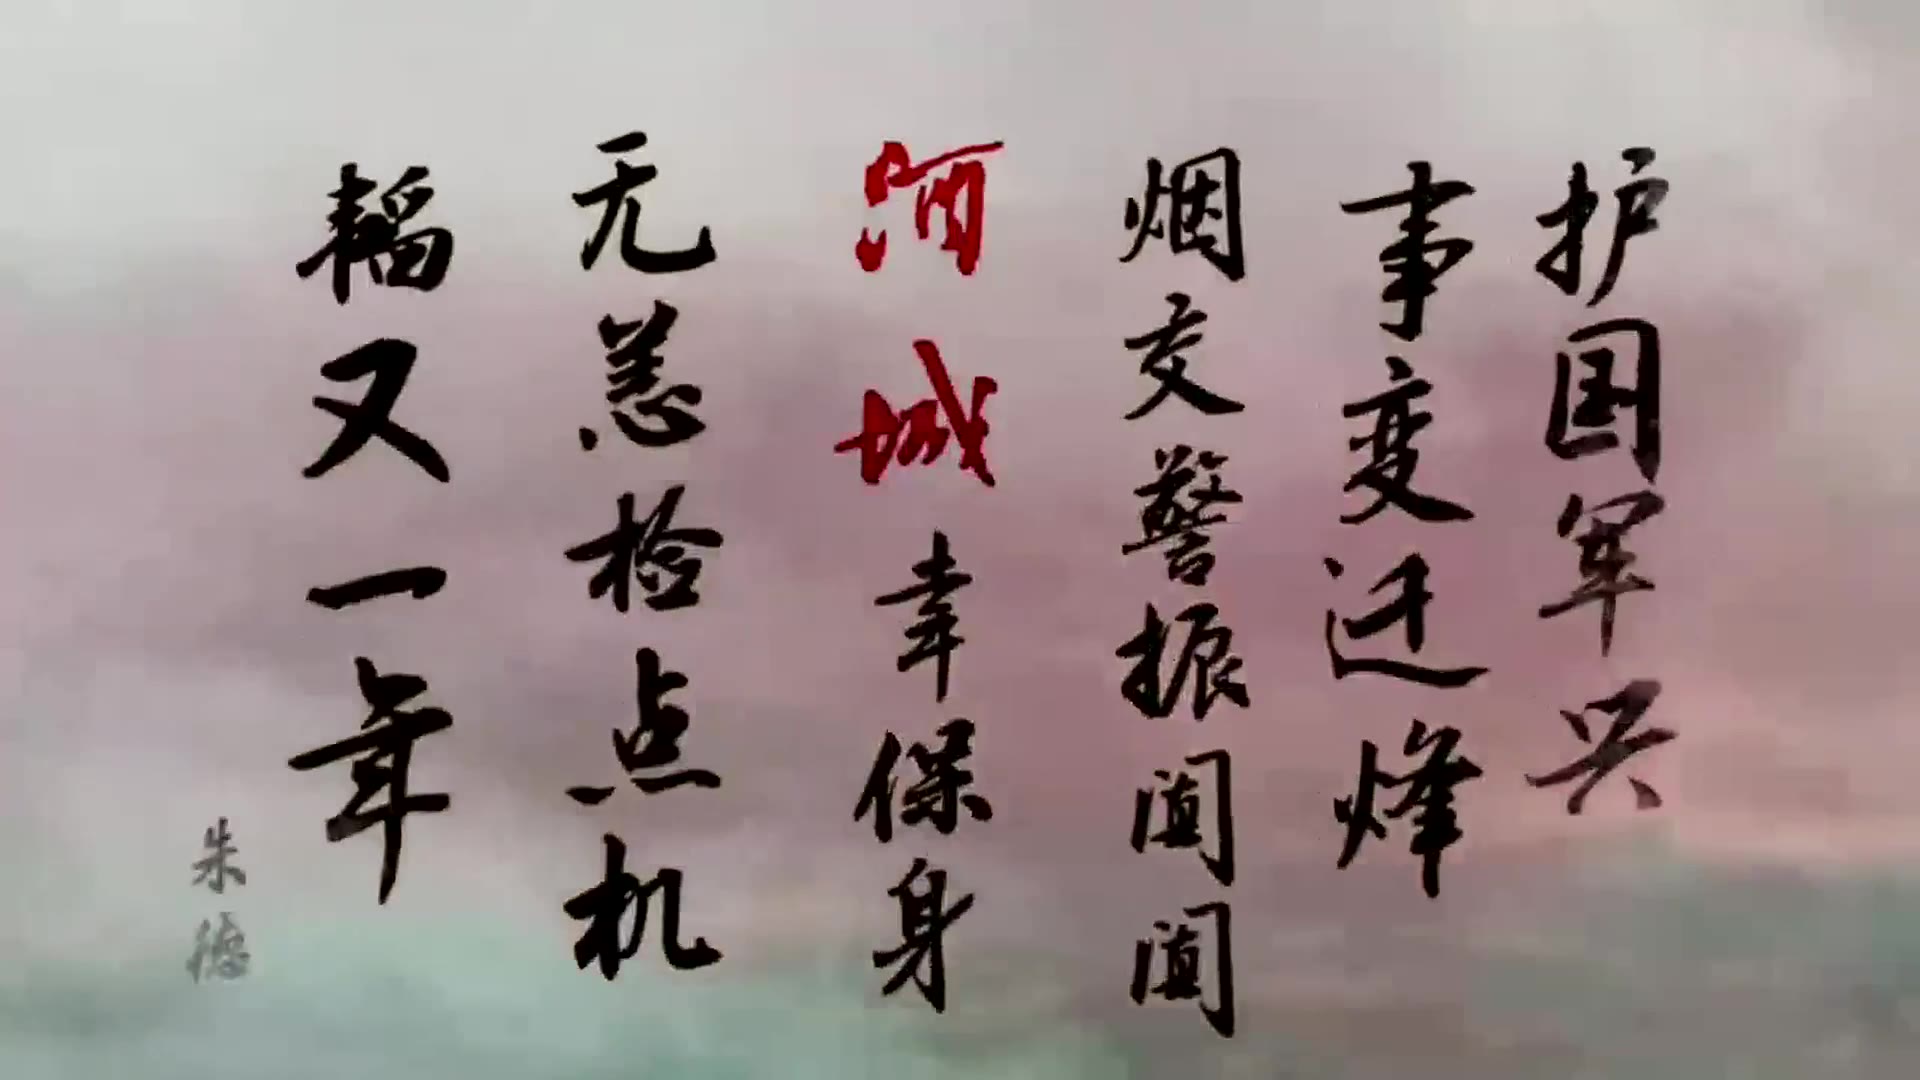 护国军兴
事变迁烽
烟交警振阗阗
河城幸保身
无恙检点机
韬又一年
朱德